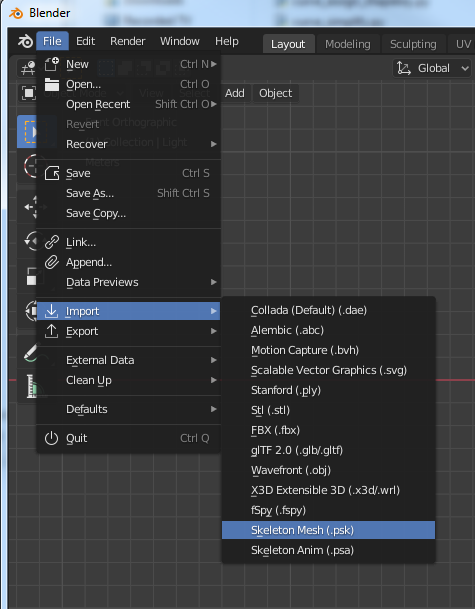 Blender
File Edit Render Window Help Layout Modeling Sculpting UV
New Ctrl N
Global
Open... Ctrl O
Add Object
Open Recent Shift Ctrl O
Revert
Orthographic
Recover
Collection | Light
Meters
Save Ctrl S
Save As... Shift Ctrl S
Save Copy...
Link...
Append...
Data Previews
Import
Export
External Data
Clean Up
Defaults
Quit Ctrl Q
Collada (Default) (.dae)
Alembic (.abc)
Motion Capture (.bvh)
Scalable Vector Graphics (.svg)
Stanford (.ply)
Stl (.stl)
FBX (.fbx)
glTF 2.0 (.glb/.gltf)
Wavefront (.obj)
X3D Extensible 3D (.x3d/.wrl)
fSpy (.fspy)
Skeleton Mesh (.psk)
Skeleton Anim (.psa)